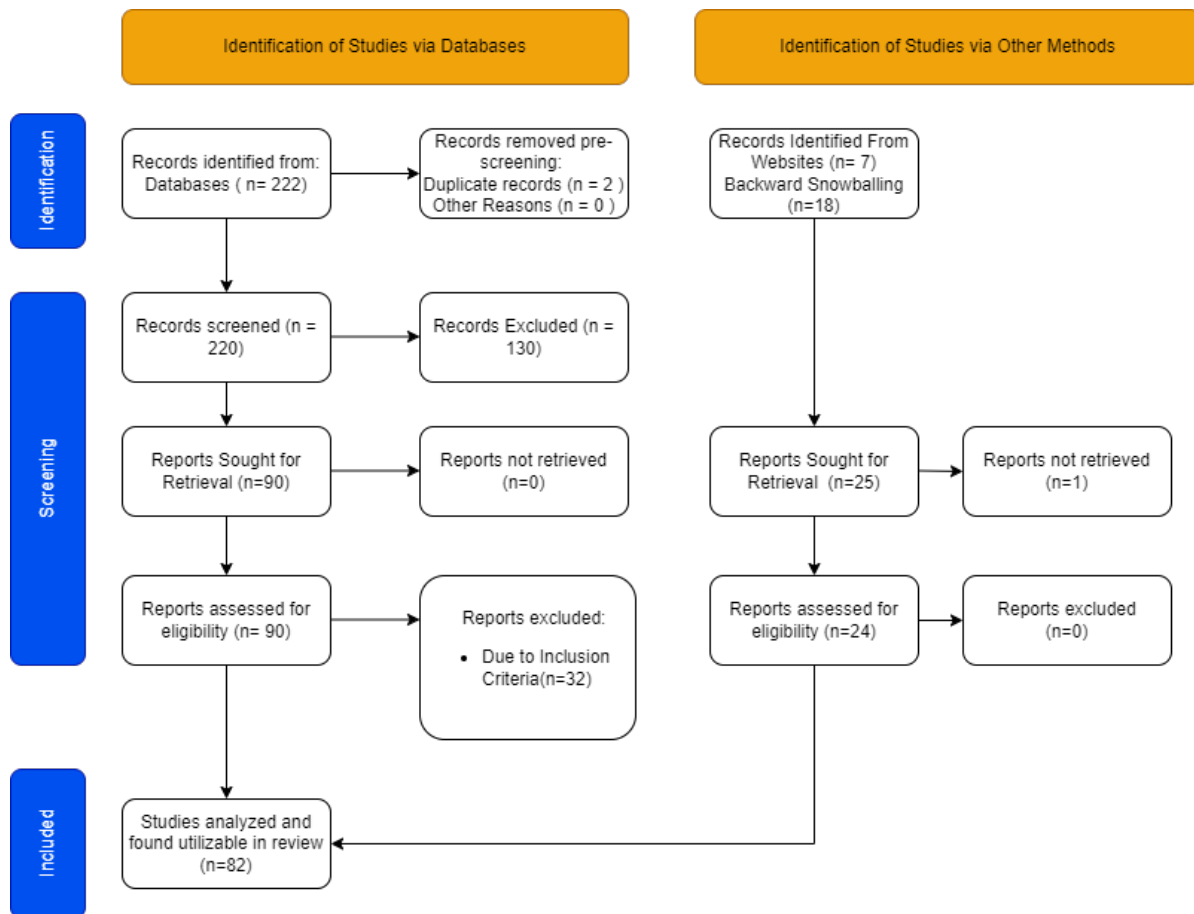 Identification of Studies via Databases
Identification of Studies via Other Methods
Identification
Records identified from:
Databases ( n= 222)
Records removed pre-
screening:
Duplicate records (n = 2 )
Other Reasons (n = 0 )
Records Identified From
Websites (n= 7)
Backward Snowballing
(n=18)
Screening
Records screened (n =
220)
Records Excluded (n =
130)
Reports Sought for
Retrieval (n=90)
Reports not retrieved
(n=0)
Reports Sought for
Retrieval (n=25)
Reports not retrieved
(n=1)
Reports assessed for
eligibility (n= 90)
Reports excluded:
• Due to Inclusion
Criteria(n=32)
Reports assessed for
eligibility (n=24)
Reports excluded
(n=0)
Included
Studies analyzed and
found utilizable in review
(n=82)